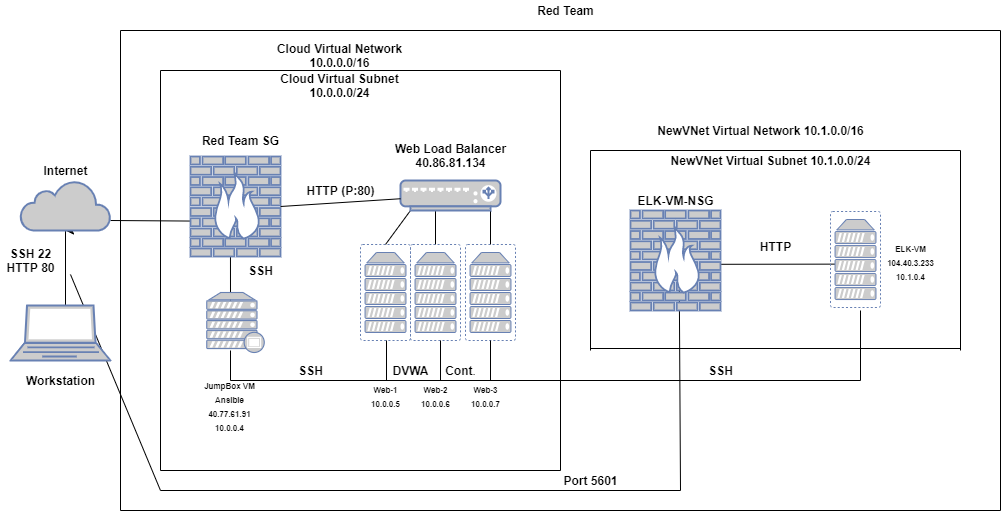 Red Team
Cloud Virtual Network
10.0.0.0/16
Cloud Virtual Subnet
10.0.0.0/24
NewVNet Virtual Network 10.1.0.0/16
NewVNet Virtual Subnet 10.1.0.0/24
Red Team SG
Web Load Balancer
40.86.81.134
Internet
HTTP (P:80)
ELK-VM-NSG
SSH 22
HTTP 80
SSH
HTTP
ELK-VM
104.40.3.233
10.1.0.4
Workstation
SSH
DVWA
Cont.
SSH
JumpBox VM
Ansible
40.77.61.91
10.0.0.4
Web-1
10.0.0.5
Web-2
10.0.0.6
Web-3
10.0.0.7
Port 5601